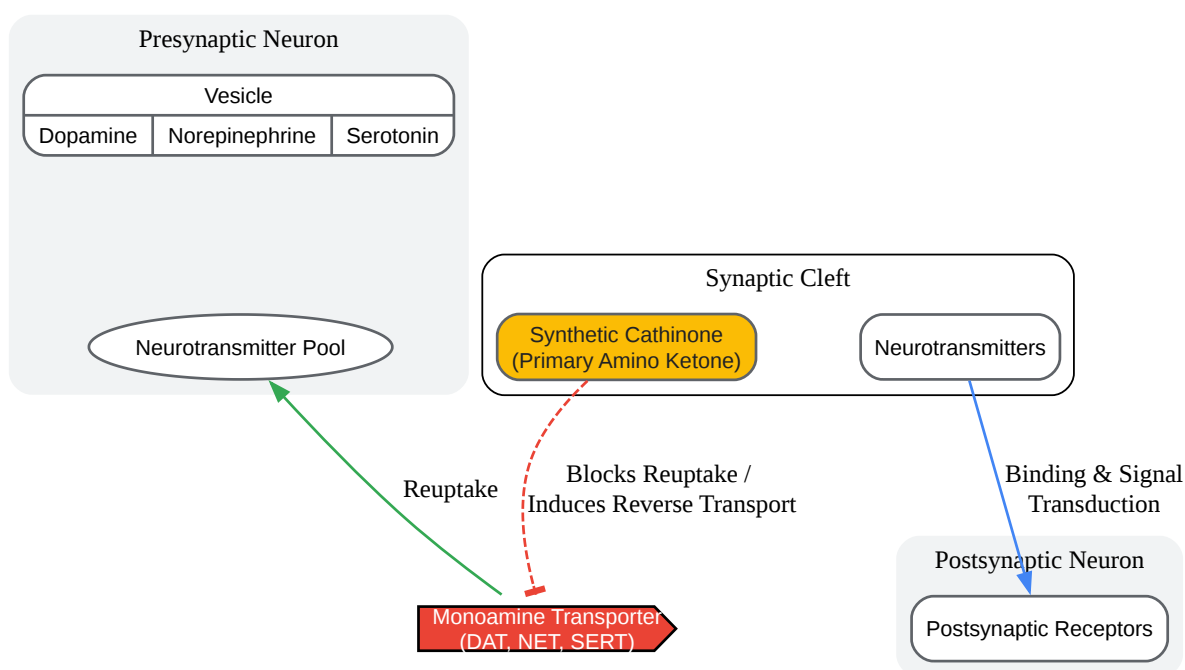 Presynaptic Neuron
Vesicle
Dopamine
Norepinephrine
Serotonin
Neurotransmitter Pool
Synaptic Cleft
Synthetic Cathinone
(Primary Amino Ketone)
Neurotransmitters
Reuptake
Blocks Reuptake /
Induces Reverse Transport
Binding & Signal
Transduction
Monoamine Transporter
(DAT, NET, SERT)
Postsynaptic Neuron
Postsynaptic Receptors